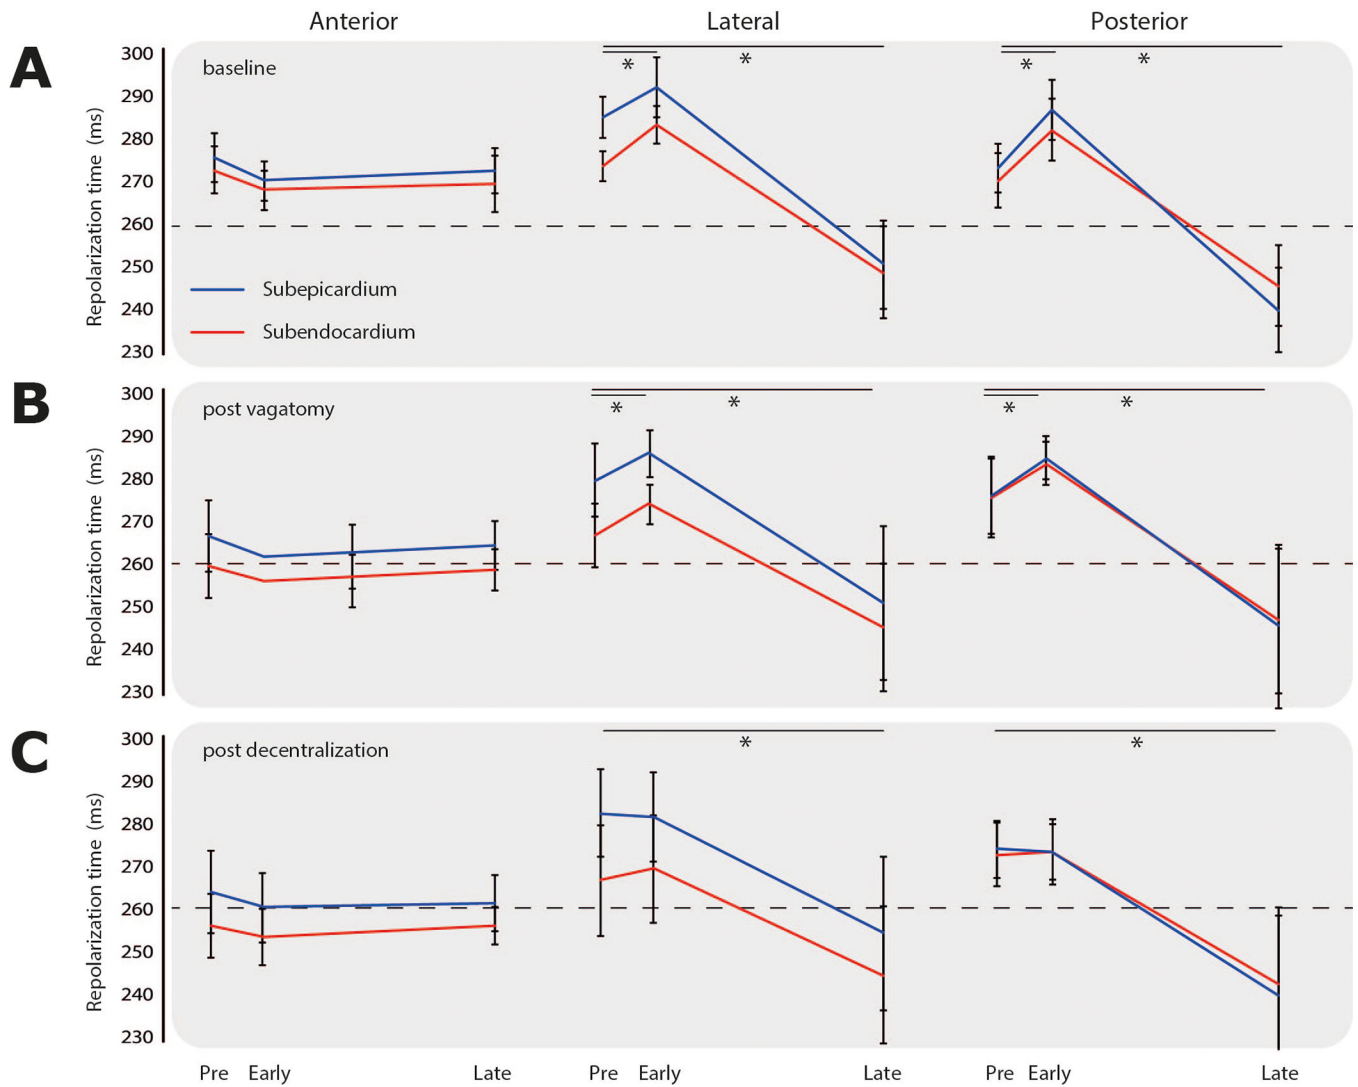 Anterior Lateral Posterior
A
Repolarization time (ms)
300
290
280
270
260
250
240
230
baseline
* * * *
Subepicardium
Subendocardium
B
Repolarization time (ms)
300
290
280
270
260
250
240
230
post vagatomy
* * * *
C
Repolarization time (ms)
300
290
280
270
260
250
240
230
post decentralization
* *
Pre Early Late Pre Early Late Pre Early Late